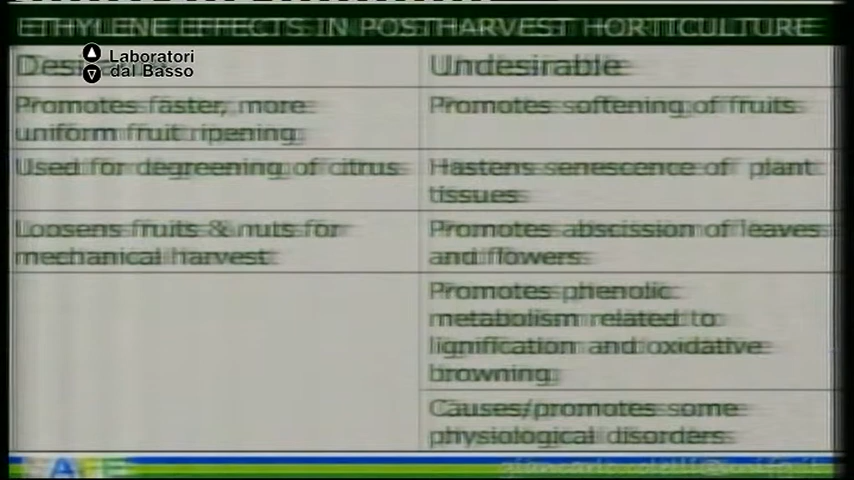 ETHYLENE EFFECTS IN POSTHARVEST HORTICULTURE
Laboratori
dal Basso
Undesirable
Promotes faster, more
uniform fruit ripening
Promotes softening of fruits
Used for degreening of citrus
Hastens senescence of plant
tissues
Loosens fruits & nuts for
mechanical harvest
Promotes abscission of leaves
and flowers
Promotes phenolic
metabolism related to
lignification and oxidative
browning
Causes/promotes some
physiological disorders